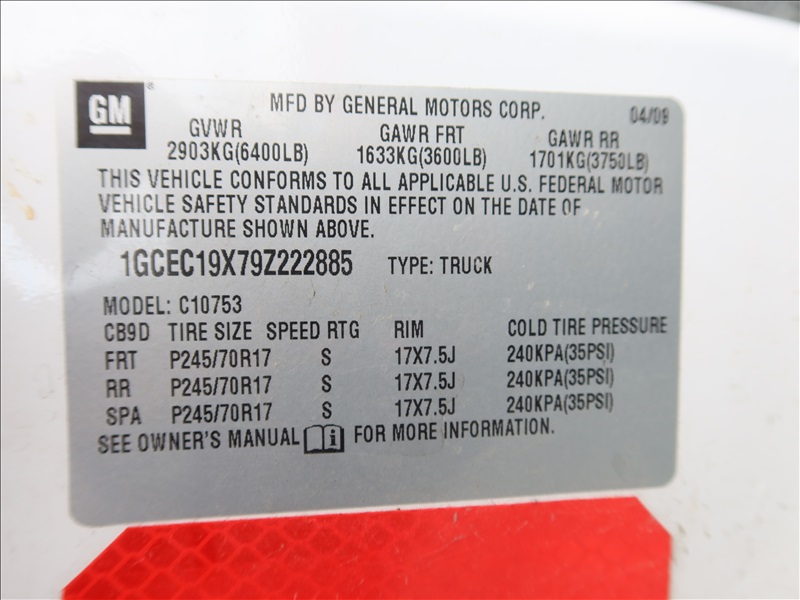 GM
MFD BY GENERAL MOTORS CORP. 04/09
GVWR GAWR FRT GAWR RR
2903KG(6400LB) 1633KG(3600LB) 1701KG(3750LB)
THIS VEHICLE CONFORMS TO ALL APPLICABLE U.S. FEDERAL MOTOR
VEHICLE SAFETY STANDARDS IN EFFECT ON THE DATE OF
MANUFACTURE SHOWN ABOVE.
1GCEC19X79Z222885 TYPE: TRUCK
MODEL: C10753
CB9D TIRE SIZE SPEED RTG RIM COLD TIRE PRESSURE
FRT P245/70R17 S 17X7.5J 240KPA(35PSI)
RR P245/70R17 S 17X7.5J 240KPA(35PSI)
SPA P245/70R17 S 17X7.5J 240KPA(35PSI)
SEE OWNER'S MANUAL FOR MORE INFORMATION.